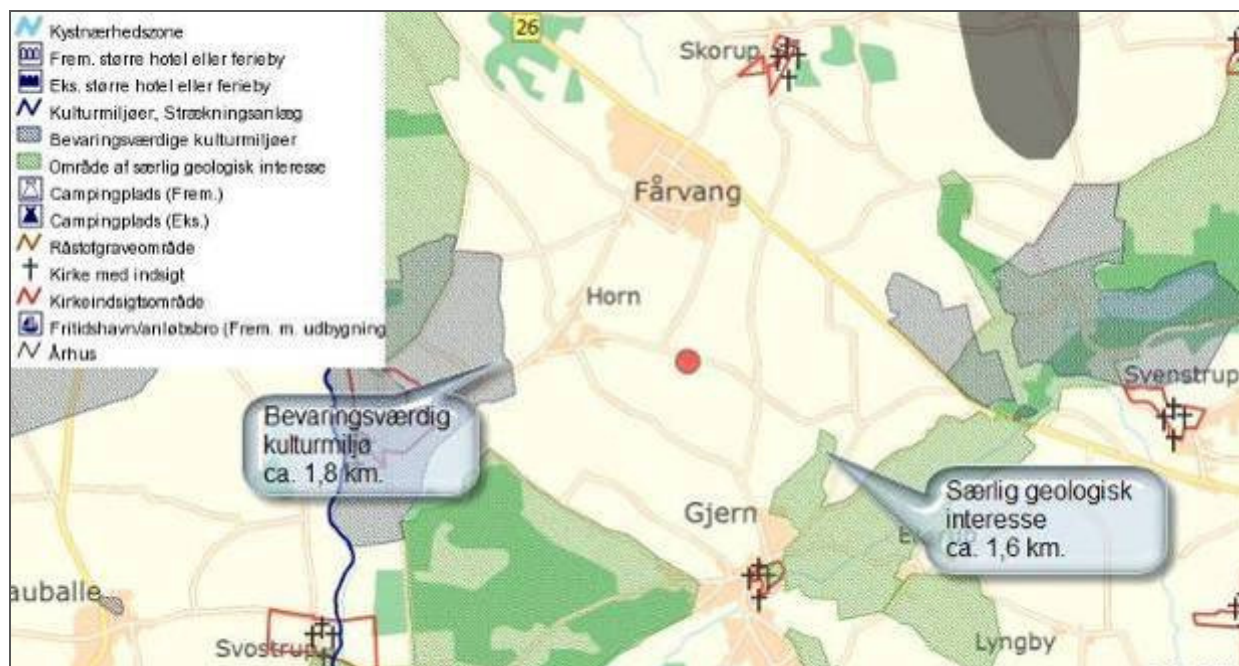 Kystnærhedszone
Frem. større hotel eller ferieby
Eks. større hotel eller ferieby
Kulturmiljøer, Strækningsanlæg
Bevaringsværdige kulturmiljøer
Område af særlig geologisk interesse
Campingplads (Frem.)
Campingplads (Eks.)
Råstofgraveområde
Kirke med indsigt
Kirkeindsigtsområde
Fritidshavn/anløbsbro (Frem. m. udbygning
Århus
26
Skorup
Fårvang
Horn
Svenstrup
Bevaringsværdig
kulturmiljø
ca. 1,8 km.
Særlig geologisk
interesse
ca. 1,6 km.
Gjern
auballe
Svostrup
Lyngby